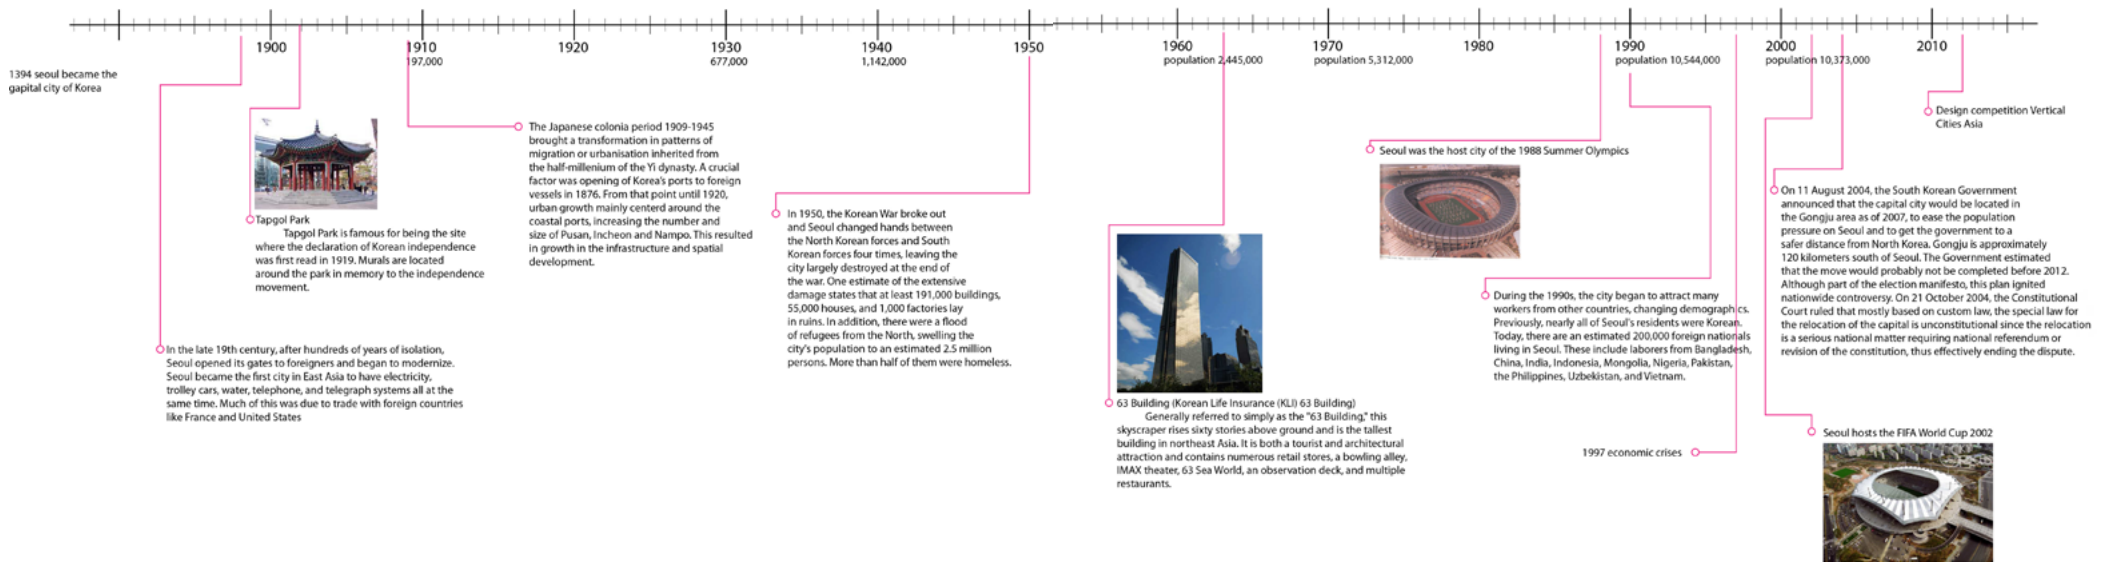 1900
1910
1920
1930
1940
1950
1960
1970
1980
1990
2000
2010
197,000
677,000
1,142,000
population 2,445,000
population 5,312,000
population 10,544,000
population 10,373,000
1394 seoul became the
gapital city of Korea
In the late 19th century, after hundreds of years of isolation,
Seoul opened its gates to foreigners and began to modernize.
Seoul became the first city in East Asia to have electricity,
trolley cars, water, telephone, and telegraph systems all at the
same time. Much of this was due to trade with foreign countries
like France and United States
Tapgol Park
Tapgol Park is famous for being the site
where the declaration of Korean independence
was first read in 1919. Murals are located
around the park in memory to the independence
movement.
The Japanese colonia period 1909-1945
brought a transformation in patterns of
migration or urbanisation inherited from
the half-millenium of the Yi dynasty. A crucial
factor was opening of Korea's ports to foreign
vessels in 1876. From that point until 1920,
urban growth mainly centerd around the
coastal ports, increasing the number and
size of Pusan, Incheon and Nampo. This resulted
in growth in the infrastructure and spatial
development.
In 1950, the Korean War broke out
and Seoul changed hands between
the North Korean forces and South
Korean forces four times, leaving the
city largely destroyed at the end of
the war. One estimate of the extensive
damage states that at least 191,000 buildings,
55,000 houses, and 1,000 factories lay
in ruins. In addition, there were a flood
of refugees from the North, swelling the
city's population to an estimated 2.5 million
persons. More than half of them were homeless.
63 Building (Korean Life Insurance (KLI) 63 Building)
Generally referred to simply as the "63 Building," this
skyscraper rises sixty stories above ground and is the tallest
building in northeast Asia. It is both a tourist and architectural
attraction and contains numerous retail stores, a bowling alley,
IMAX theater, 63 Sea World, an observation deck, and multiple
restaurants.
Seoul was the host city of the 1988 Summer Olympics
During the 1990s, the city began to attract many
workers from other countries, changing demographics.
Previously, nearly all of Seoul's residents were Korean.
Today, there are an estimated 200,000 foreign nationals
living in Seoul. These include laborers from Bangladesh,
China, India, Indonesia, Mongolia, Nigeria, Pakistan,
the Philippines, Uzbekistan, and Vietnam.
1997 economic crises
Seoul hosts the FIFA World Cup 2002
On 11 August 2004, the South Korean Government
announced that the capital city would be located in
the Gongju area as of 2007, to ease the population
pressure on Seoul and to get the government to a
safer distance from North Korea. Gongju is approximately
120 kilometers south of Seoul. The Government estimated
that the move would probably not be completed before 2012.
Although part of the election manifesto, this plan ignited
nationwide controversy. On 21 October 2004, the Constitutional
Court ruled that mostly based on custom law, the special law for
the relocation of the capital is unconstitutional since the relocation
is a serious national matter requiring national referendum or
revision of the constitution, thus effectively ending the dispute.
Design competition Vertical
Cities Asia